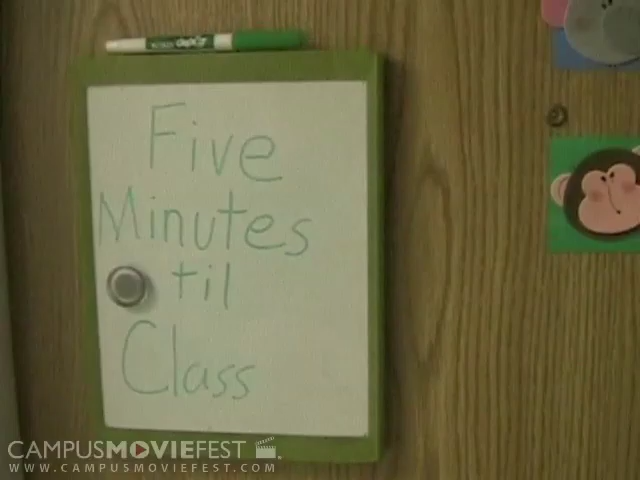 Five
Minutes
til
Class
CAMPUSMOVIEFEST
WWW.CAMPUSMOVIEFEST.COM